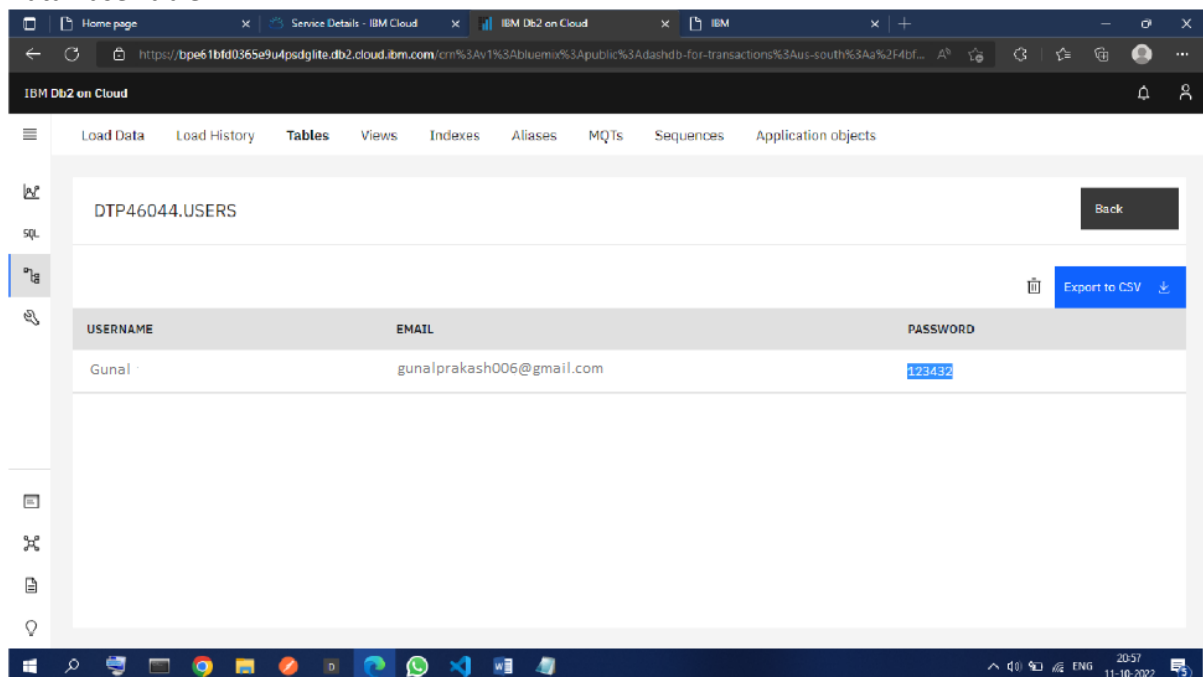 Home page
Service Details - IBM Cloud
IBM Db2 on Cloud
IBM
https://bpe61bfd0365e9u4psdglite.db2.cloud.ibm.com/crn%3Av1%3Abluemix%3Apublic%3Adashdb-for-transactions%3Aus-south%3Aa%2F4bf...
IBM Db2 on Cloud
Load Data Load History Tables Views Indexes Aliases MQTs Sequences Application objects
DTP46044.USERS
Back
SQL
Export to CSV
USERNAME EMAIL PASSWORD
Gunal gunalprakash006@gmail.com 123432
ENG
20:57
11-10-2022